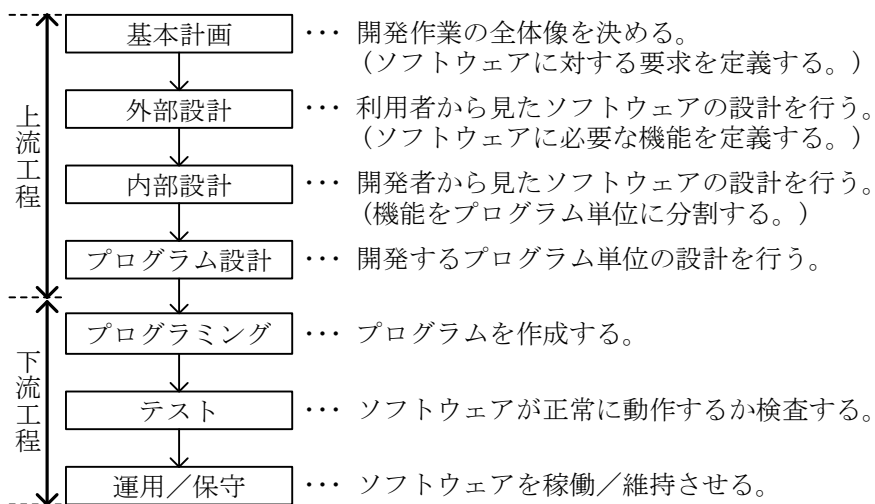 基本計画 ··· 開発作業の全体像を決める。
（ソフトウェアに対する要求を定義する。）
外部設計 ··· 利用者から見たソフトウェアの設計を行う。
（ソフトウェアに必要な機能を定義する。）
内部設計 ··· 開発者から見たソフトウェアの設計を行う。
（機能をプログラム単位に分割する。）
プログラム設計 ··· 開発するプログラム単位の設計を行う。
上流工程
プログラミング ··· プログラムを作成する。
テスト ··· ソフトウェアが正常に動作するか検査する。
運用／保守 ··· ソフトウェアを稼働／維持させる。
下流工程